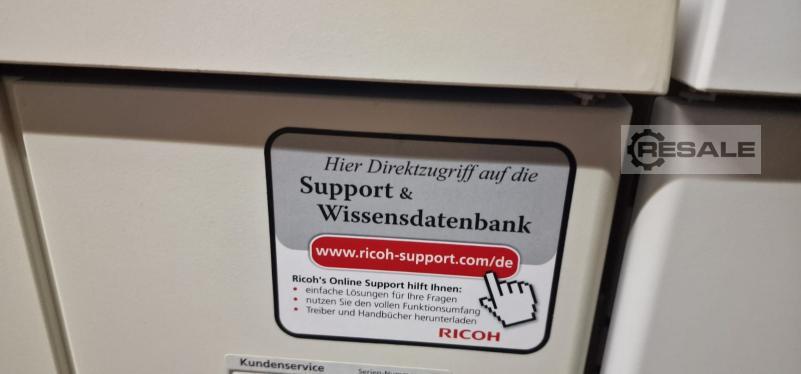 Hier Direktzugriff auf die
Support &
Wissensdatenbank
www.ricoh-support.com/de
Ricoh's Online Support hilft Ihnen:
• einfache Lösungen für Ihre Fragen
• nutzen Sie den vollen Funktionsumfang
• Treiber und Handbücher herunterladen
RICOH
Kundenservice
RESALE